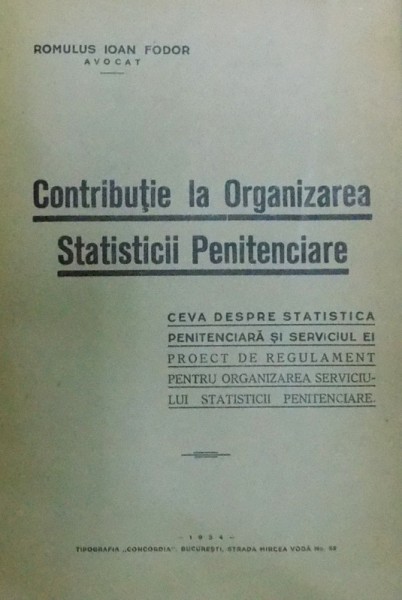 ROMULUS IOAN FODOR
AVOCAT
Contribuţie la Organizarea
Statisticii Penitenciare
CEVA DESPRE STATISTICA
PENITENCIARĂ ŞI SERVICIUL EI
PROECT DE REGULAMENT
PENTRU ORGANIZAREA SERVICIU-
LUI STATISTICII PENITENCIARE.
- 1934 -
TIPOGRAFIA „CONCORDIA", BUCUREŞTI, STRADA MIRCEA VODĂ No.